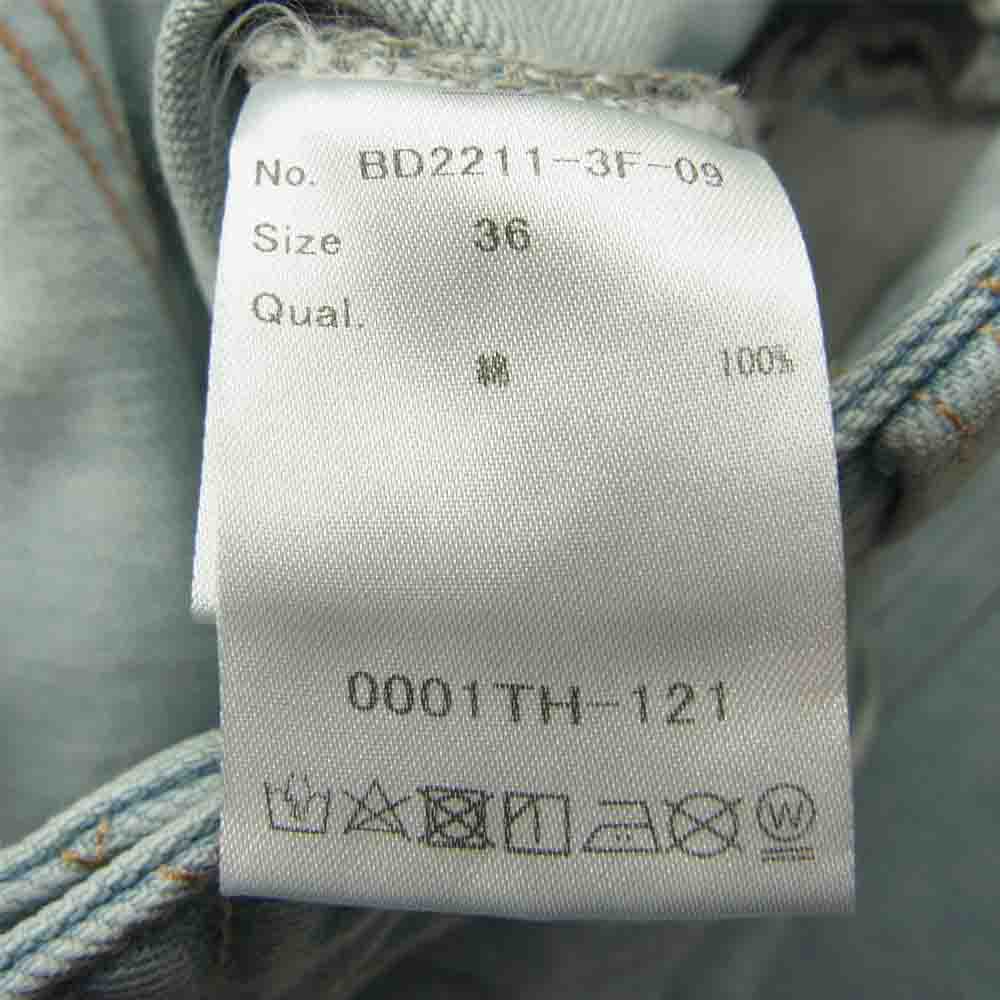 No. BD2211-3F-09
Size 36
Qual.
綿 100%
0001TH-121
W